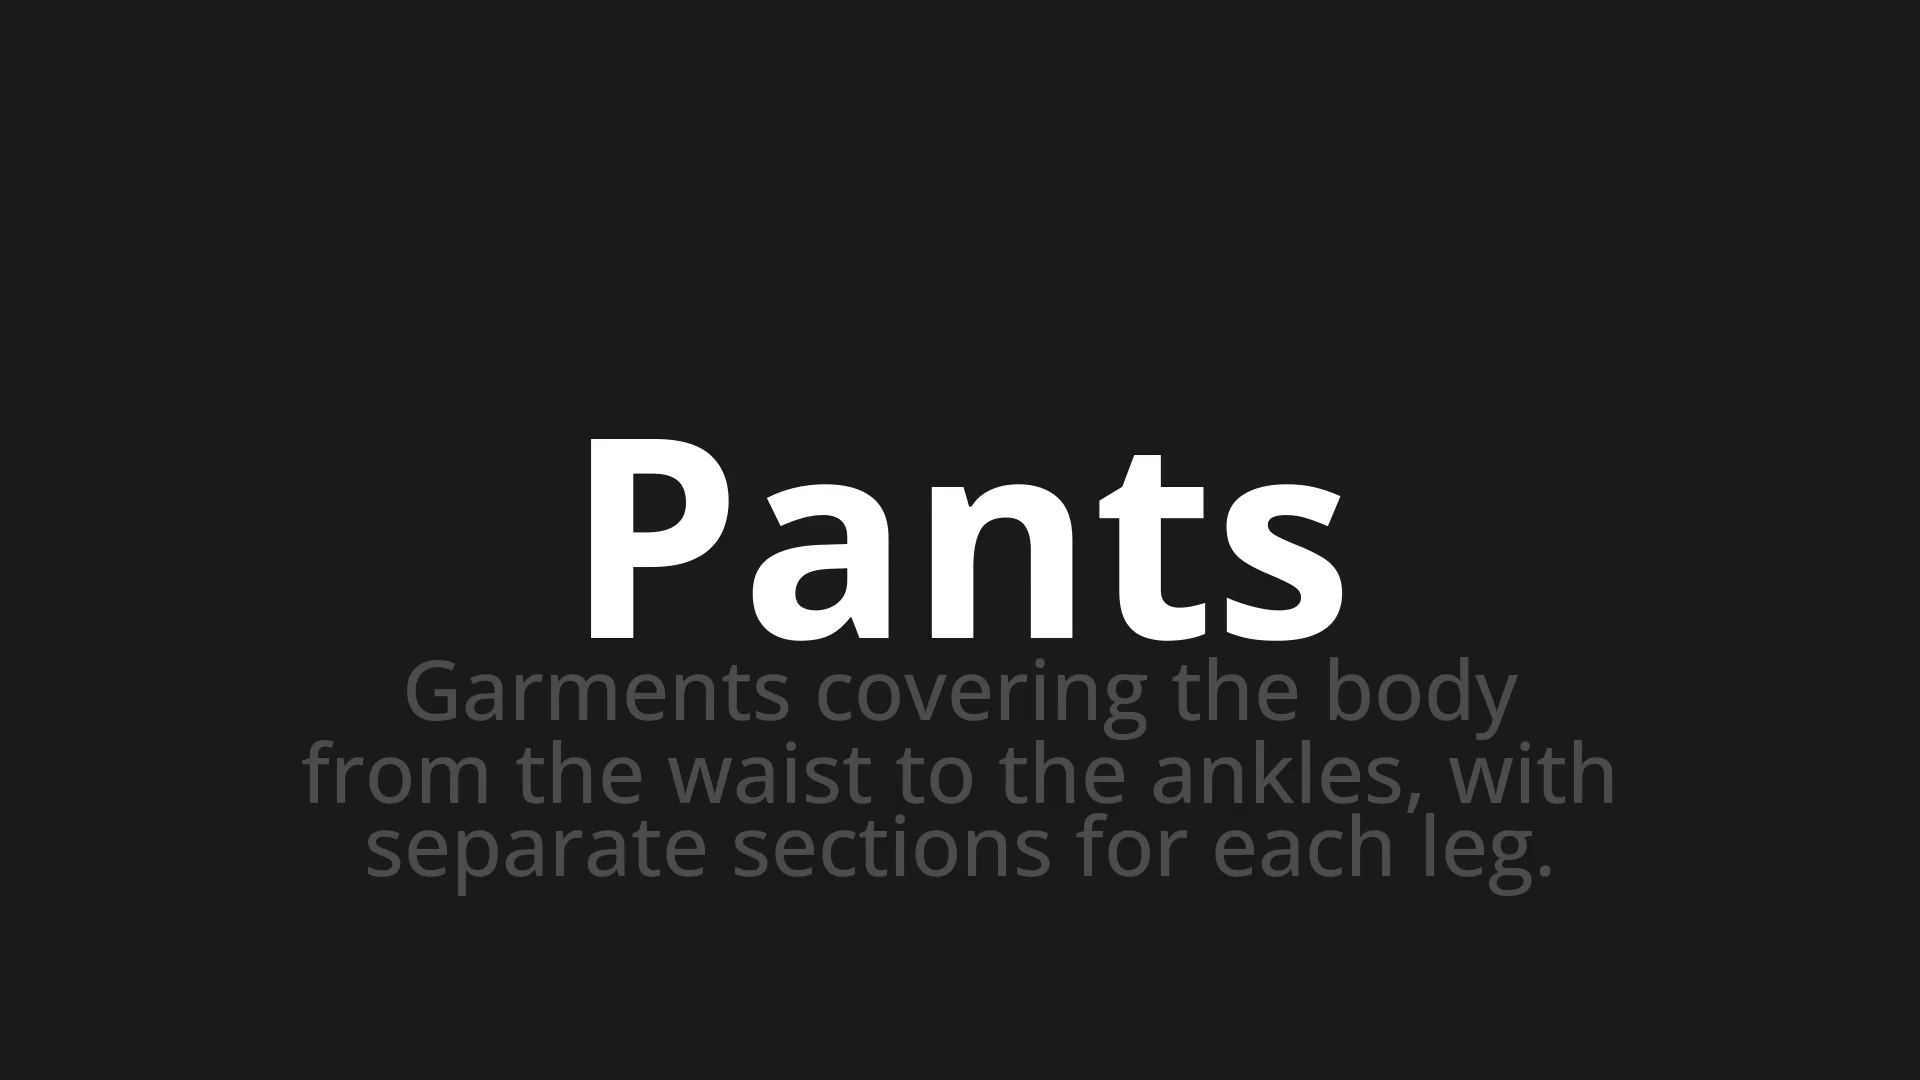 Pants
Garments covering the body
from the waist to the ankles, with
separate sections for each leg.